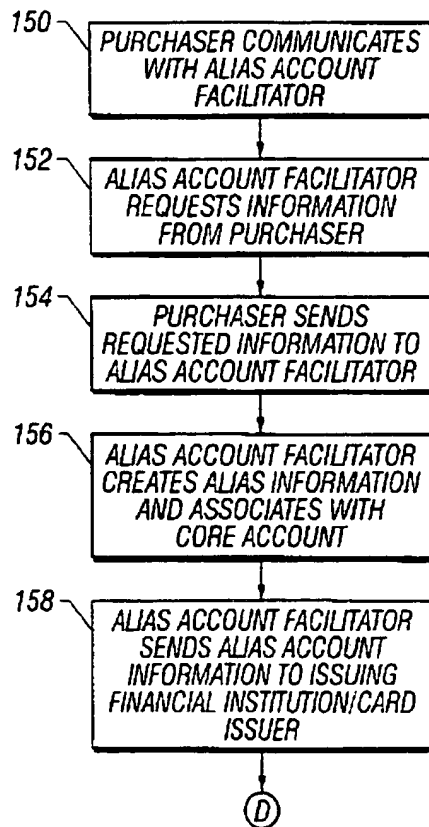 150
PURCHASER COMMUNICATES
WITH ALIAS ACCOUNT
FACILITATOR
152
ALIAS ACCOUNT FACILITATOR
REQUESTS INFORMATION
FROM PURCHASER
154
PURCHASER SENDS
REQUESTED INFORMATION TO
ALIAS ACCOUNT FACILITATOR
156
ALIAS ACCOUNT FACILITATOR
CREATES ALIAS INFORMATION
AND ASSOCIATES WITH
CORE ACCOUNT
158
ALIAS ACCOUNT FACILITATOR
SENDS ALIAS ACCOUNT
INFORMATION TO ISSUING
FINANCIAL INSTITUTION/CARD
ISSUER
D